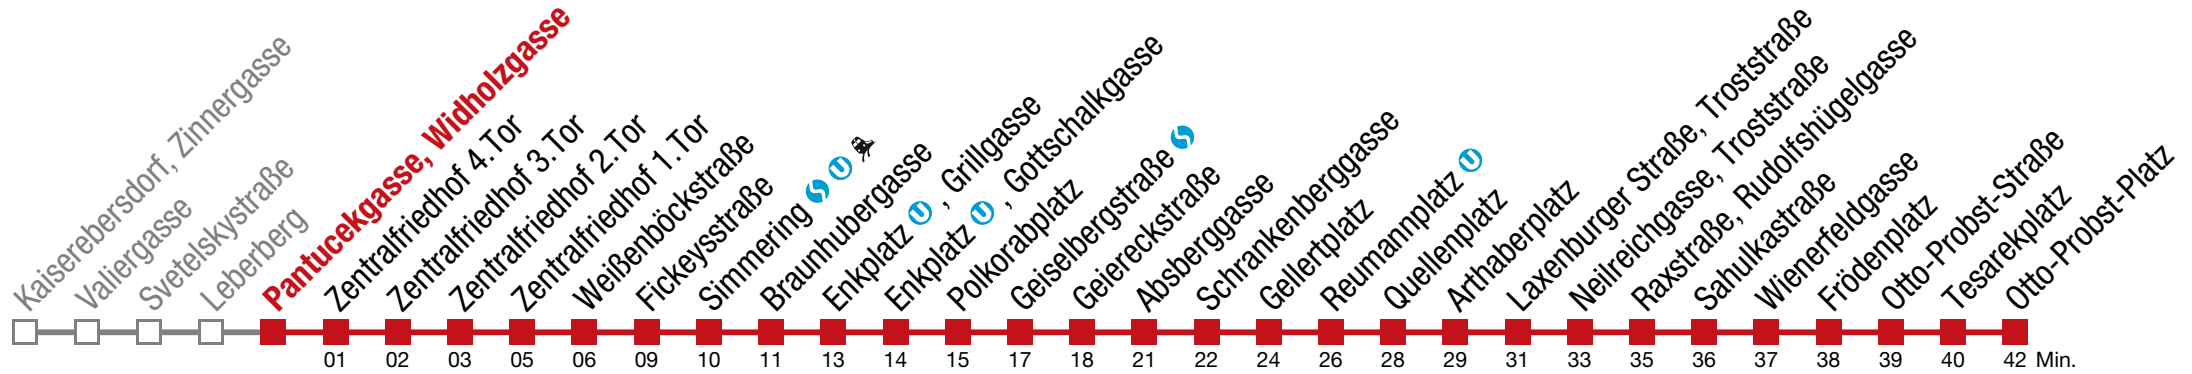 Kaiserebersdorf, Zinnergasse
Valiergasse
Svetelskystraße
Leberberg
Pantucekgasse, Widholzgasse
Zentralfriedhof 4.Tor
Zentralfriedhof 3.Tor
Zentralfriedhof 2.Tor
Zentralfriedhof 1.Tor
Weißenböckstraße
Fickeysstraße
Simmering S U
Braunhubergasse
Enkplatz U , Grillgasse
Enkplatz U , Gottschalkgasse
Polkorabplatz
Geiselbergstraße S
Geiereckstraße
Absberggasse
Schrankenberggasse
Gellertplatz
Reumannplatz U
Quellenplatz
Arthaberplatz
Laxenburger Straße, Troststraße
Neilreichgasse, Troststraße
Raxstraße, Rudolfshügelgasse
Sahulkastraße
Wienerfeldgasse
Frödenplatz
Otto-Probst-Straße
Tesarekplatz
Otto-Probst-Platz
01 02 03 05 06 09 10 11 13 14 15 17 18 21 22 24 26 28 29 31 33 35 36 37 38 39 40 42 Min.